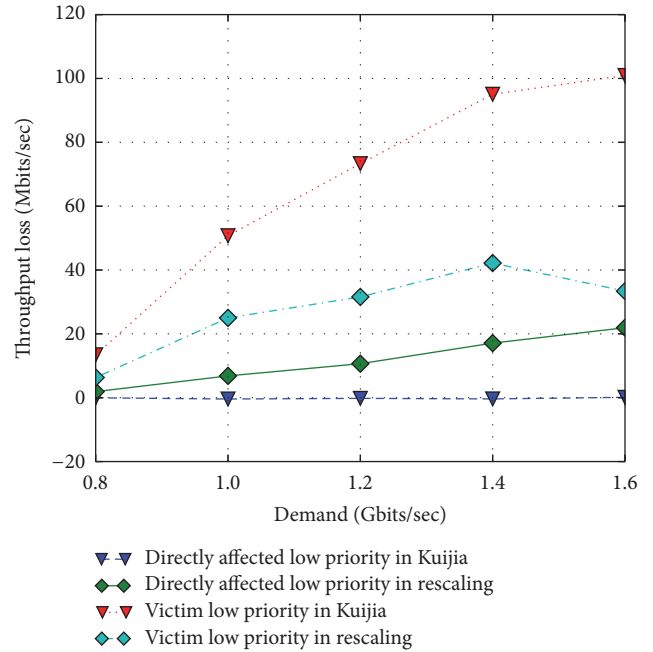 120
100
80
60
40
20
0
−20
Throughput loss (Mbits/sec)
0.8 1.0 1.2 1.4 1.6
Demand (Gbits/sec)
Directly affected low priority in Kuijia
Directly affected low priority in rescaling
Victim low priority in Kuijia
Victim low priority in rescaling